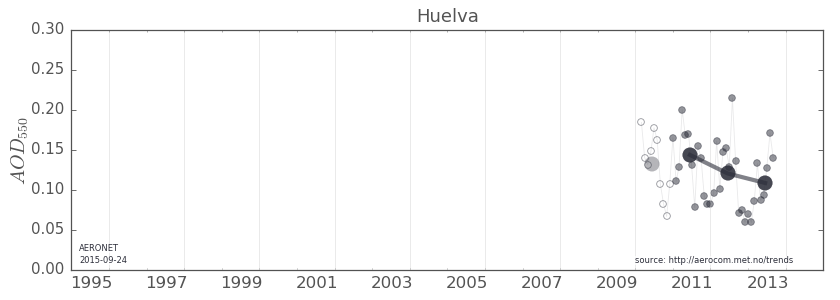 Huelva
0.30
0.25
0.20
0.15
0.10
0.05
0.00
AOD550
AERONET
2015-09-24
source: http://aerocom.met.no/trends
1995 1997 1999 2001 2003 2005 2007 2009 2011 2013